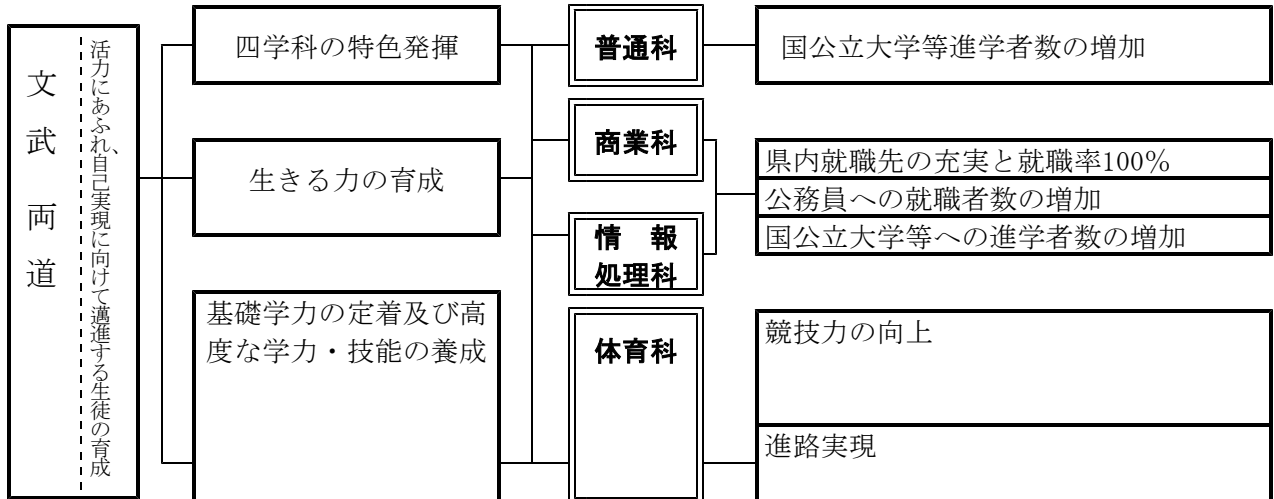 文武両道
活力にあふれ、自己実現に向けて邁進する生徒の育成
四学科の特色発揮
生きる力の育成
基礎学力の定着及び高
度な学力・技能の養成
普通科
商業科
情　報
処理科
体育科
国公立大学等進学者数の増加
県内就職先の充実と就職率100%
公務員への就職者数の増加
国公立大学等への進学者数の増加
競技力の向上
進路実現